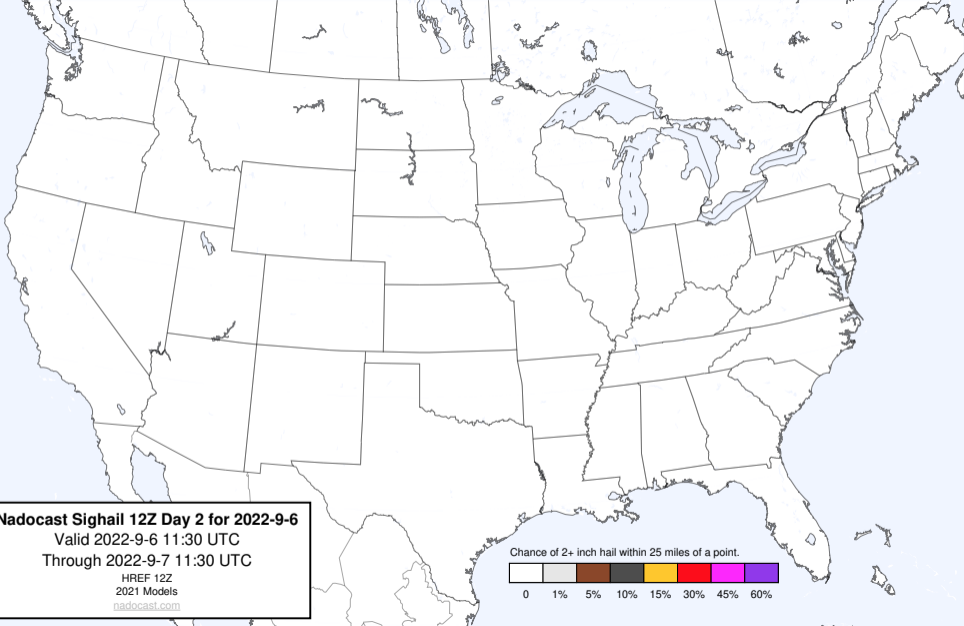 Nadocast Sighail 12Z Day 2 for 2022-9-6
Valid 2022-9-6 11:30 UTC
Through 2022-9-7 11:30 UTC
HREF 12Z
2021 Models
nadocast.com
Chance of 2+ inch hail within 25 miles of a point.
0 1% 5% 10% 15% 30% 45% 60%